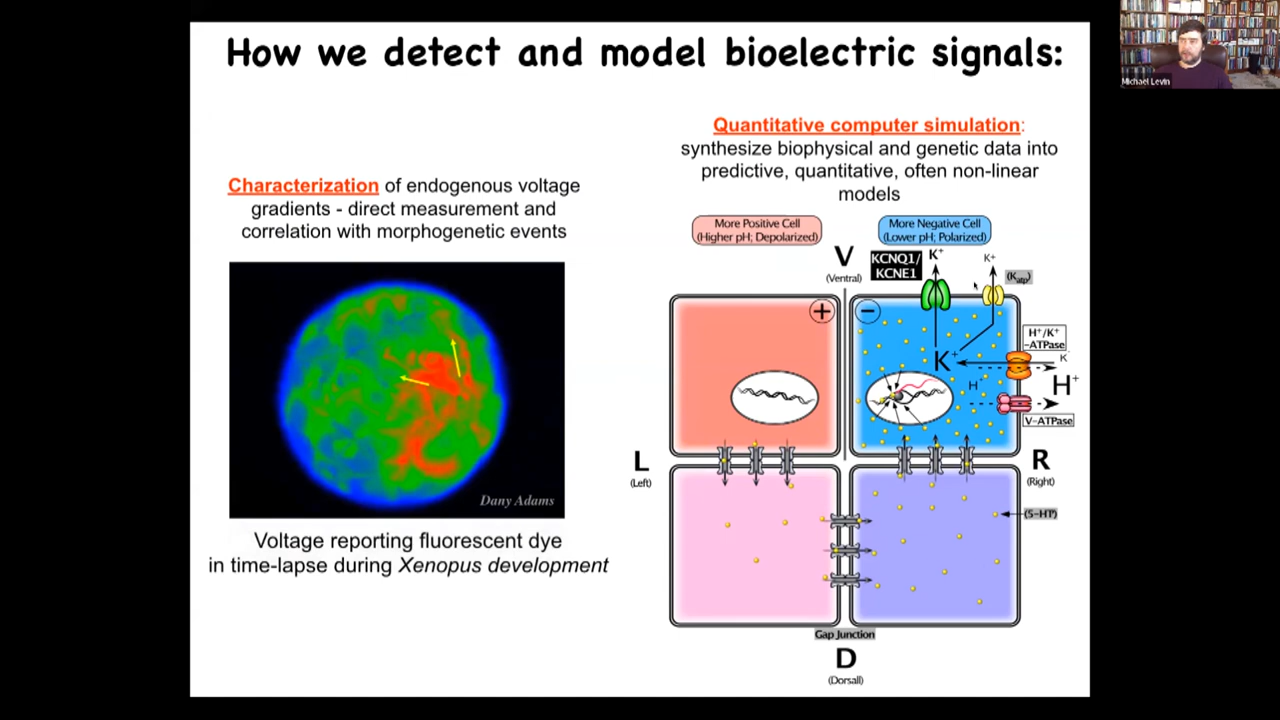 How we detect and model bioelectric signals:
Michael Levin
Characterization of endogenous voltage
gradients - direct measurement and
correlation with morphogenetic events
Dany Adams
Voltage reporting fluorescent dye
in time-lapse during Xenopus development
Quantitative computer simulation:
synthesize biophysical and genetic data into
predictive, quantitative, often non-linear
models
More Positive Cell
(Higher pH; Depolarized)
More Negative Cell
(Lower pH; Polarized)
V
(Ventral)
KCNQ1/
KCNE1
K+
K+
(Katp)
+
−
H+/K+
-ATPase
K+
K
H
H+
V-ATPase
L
(Left)
R
(Right)
(5-HT)
Gap Junction
D
(Dorsall)